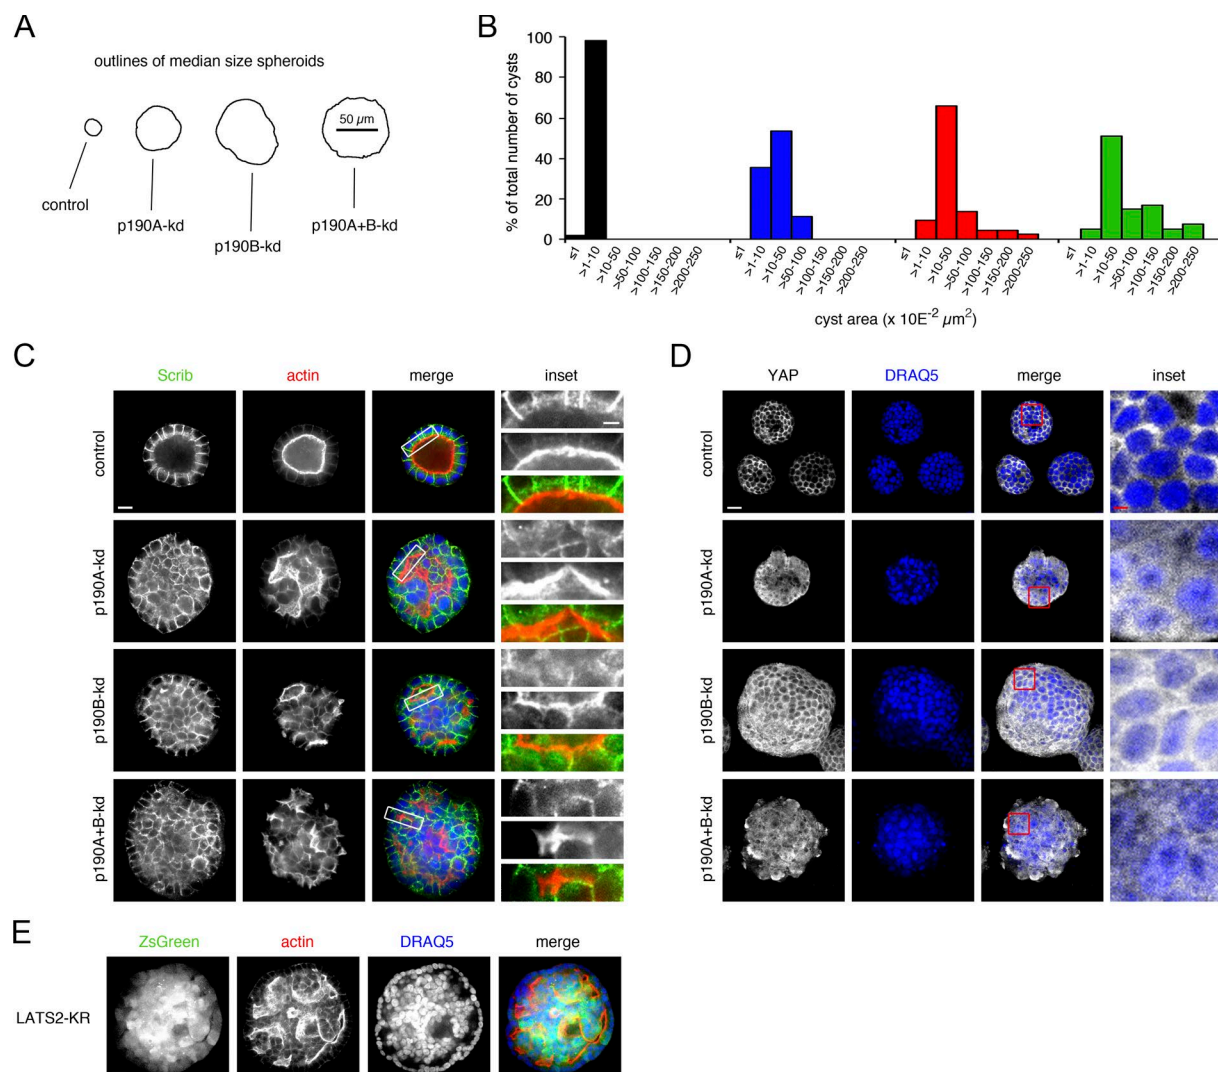 A
outlines of median size spheroids
50 µm
control
p190A-kd
p190B-kd
p190A+B-kd
B
% of total number of cysts
100
80
60
40
20
0
≤1
>1-10
>10-50
>50-100
>100-150
>150-200
>200-250
≤1
>1-10
>10-50
>50-100
>100-150
>150-200
>200-250
≤1
>1-10
>10-50
>50-100
>100-150
>150-200
>200-250
≤1
>1-10
>10-50
>50-100
>100-150
>150-200
>200-250
cyst area (x 10E⁻² µm²)
C
Scrib actin merge inset
control
p190A-kd
p190B-kd
p190A+B-kd
D
YAP DRAQ5 merge inset
control
p190A-kd
p190B-kd
p190A+B-kd
E
ZsGreen actin DRAQ5 merge
LATS2-KR